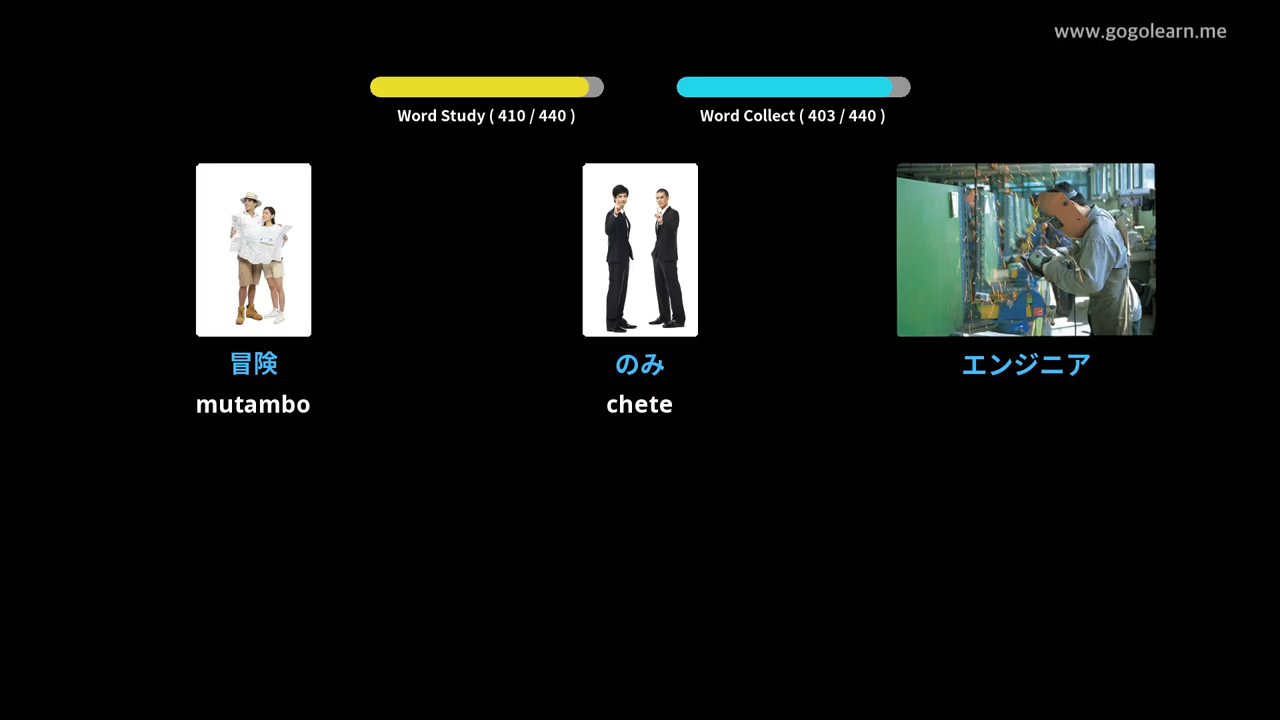 www.gogolearn.me
Word Study ( 410 / 440 )
Word Collect ( 403 / 440 )
冒険
mutambo
のみ
chete
エンジニア